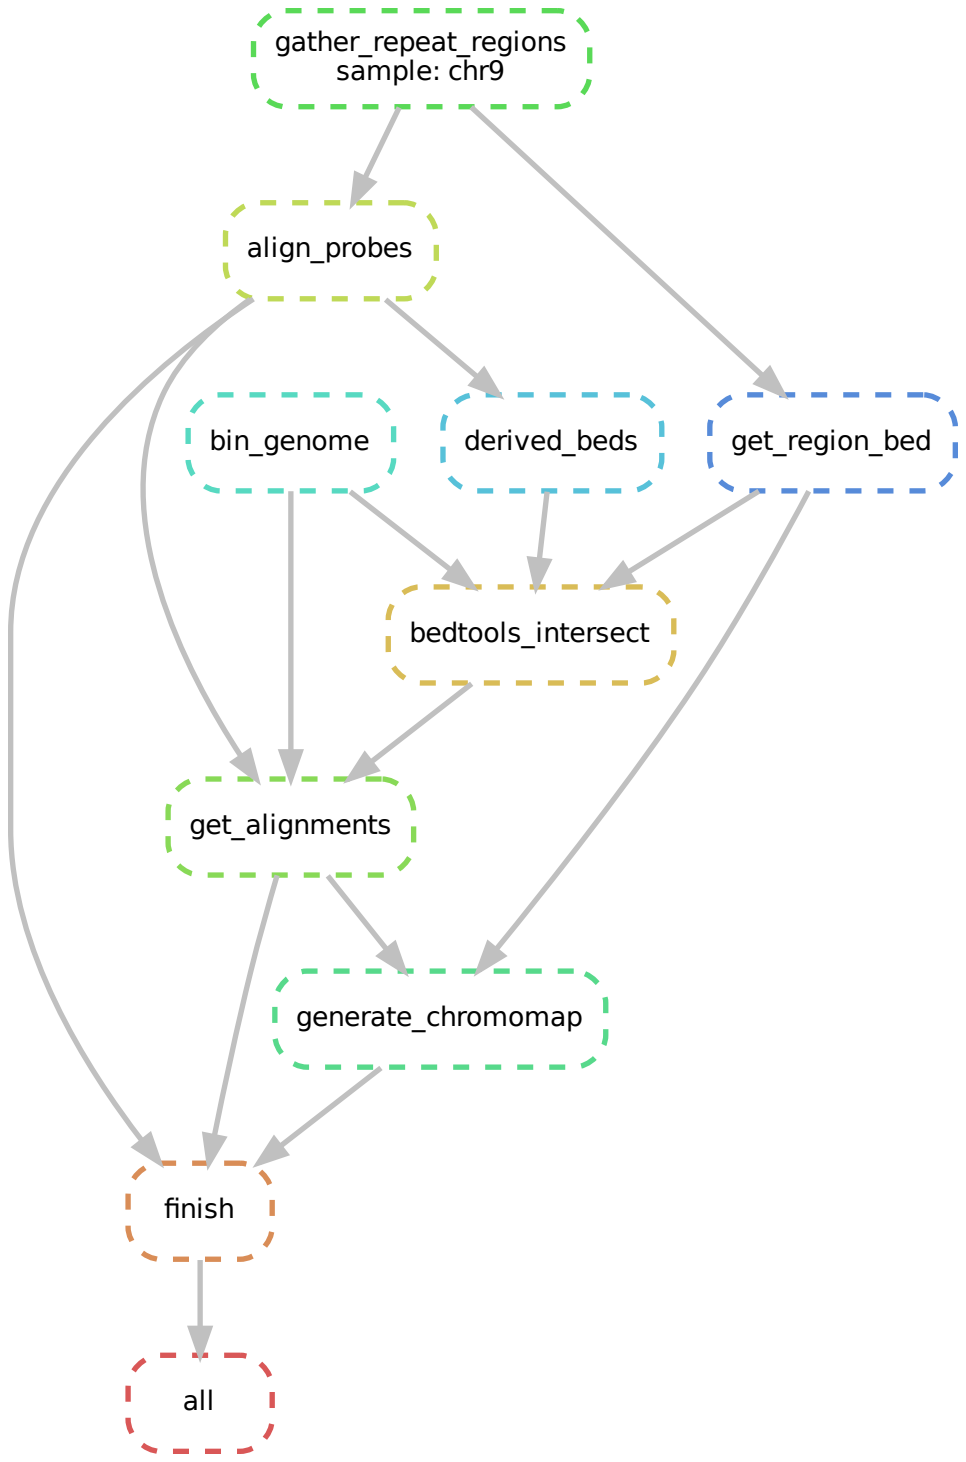 gather_repeat_regions
sample: chr9
align_probes
bin_genome
derived_beds
get_region_bed
bedtools_intersect
get_alignments
generate_chromomap
finish
all